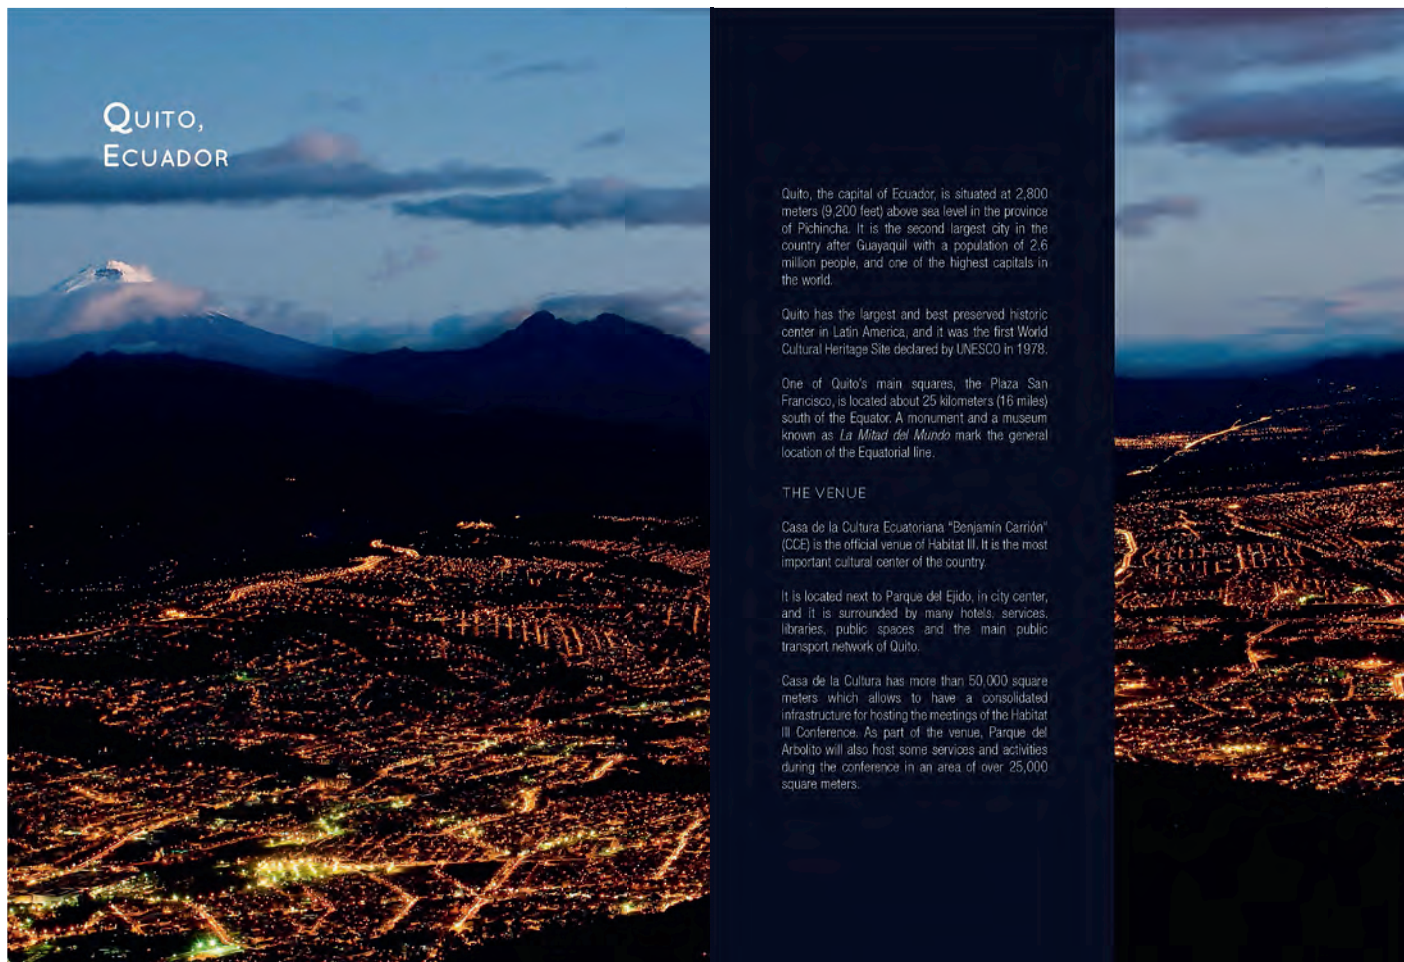 QUITO,
ECUADOR
Quito, the capital of Ecuador, is situated at 2,800
meters (9,200 feet) above sea level in the province
of Pichincha. It is the second largest city in the
country after Guayaquil with a population of 2.6
million people, and one of the highest capitals in
the world.
Quito has the largest and best preserved historic
center in Latin America, and it was the first World
Cultural Heritage Site declared by UNESCO in 1978.
One of Quito's main squares, the Plaza San
Francisco, is located about 25 kilometers (16 miles)
south of the Equator. A monument and a museum
known as La Mitad del Mundo mark the general
location of the Equatorial line.
THE VENUE
Casa de la Cultura Ecuatoriana "Benjamín Carrión"
(CCE) is the official venue of Habitat III. It is the most
important cultural center of the country.
It is located next to Parque del Ejido, in city center,
and it is surrounded by many hotels, services,
libraries, public spaces and the main public
transport network of Quito.
Casa de la Cultura has more than 50,000 square
meters which allows to have a consolidated
infrastructure for hosting the meetings of the Habitat
III Conference. As part of the venue, Parque del
Arbolito will also host some services and activities
during the conference in an area of over 25,000
square meters.